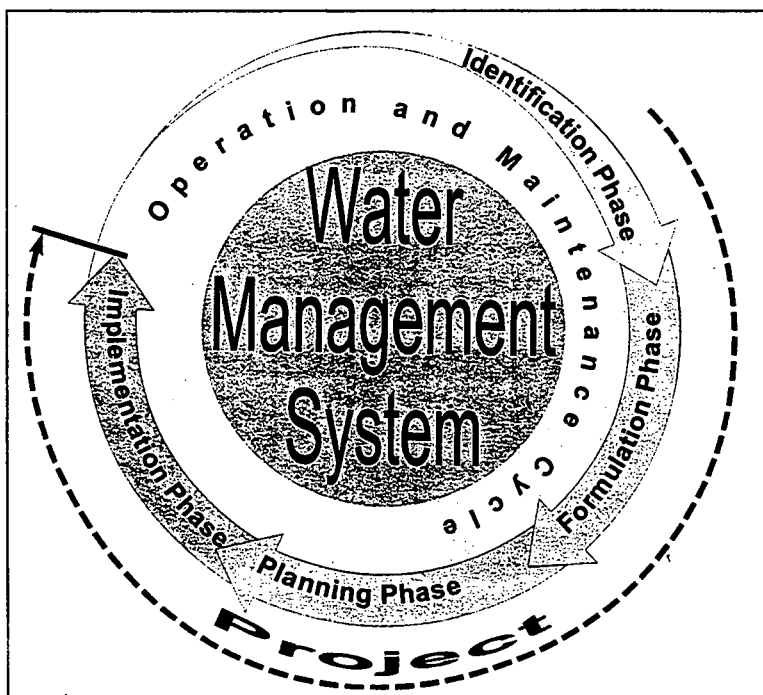 Identification Phase
Operation and Maintenance Cycle
Water
Management
System
Formulation Phase
Planning Phase
Implementation Phase
Project